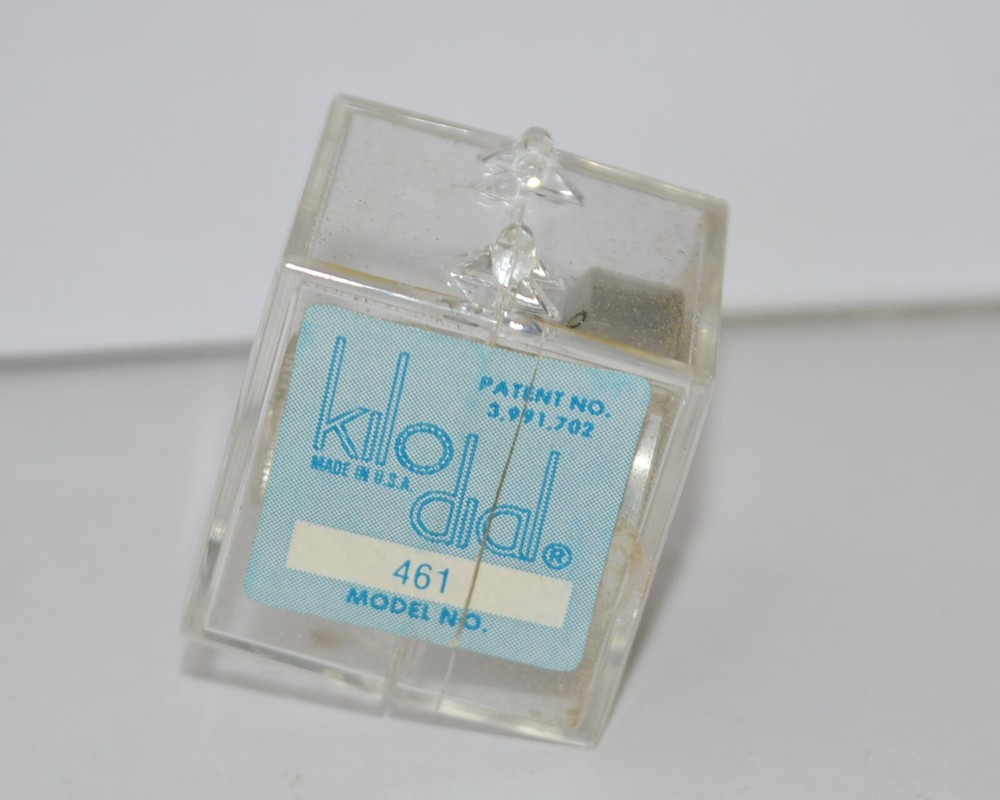 PATENT NO.
3,991,702
kilo
MADE IN U.S.A.
dial®
461
MODEL NO.